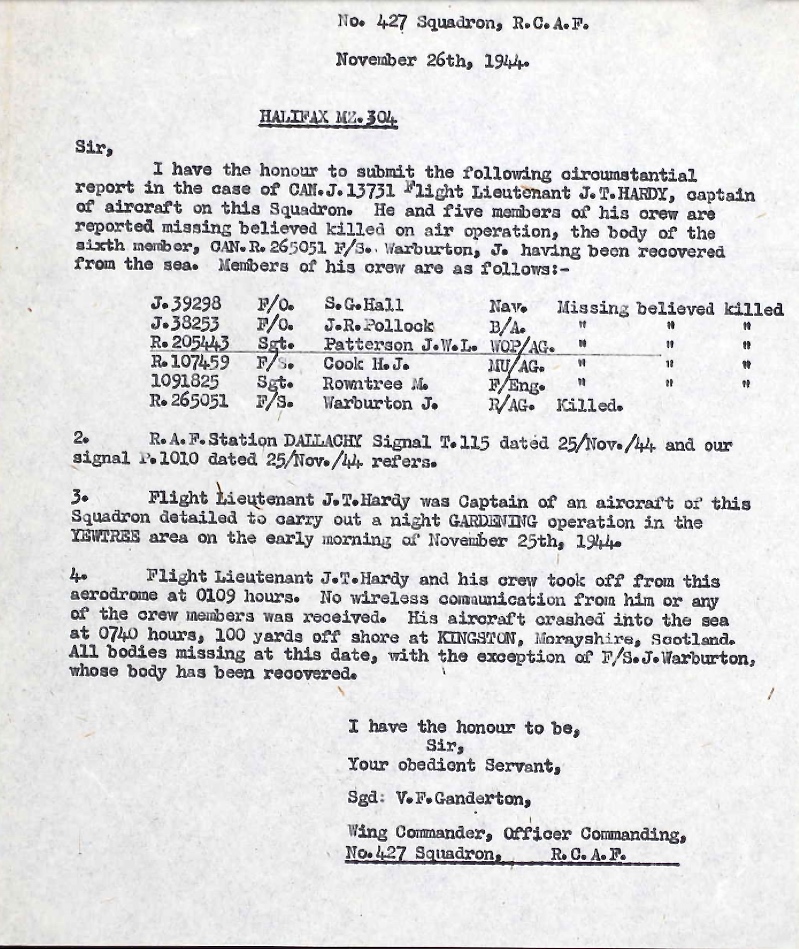 No. 427 Squadron, R.C.A.F.
November 26th, 1944.
HALIFAX MZ.304
Sir,
I have the honour to submit the following circumstantial
report in the case of CAN.J.13731 Flight Lieutenant J.T.HARDY, captain
of aircraft on this Squadron. He and five members of his crew are
reported missing believed killed on air operation, the body of the
sixth member, CAN.R.265051 F/S. Warburton, J. having been recovered
from the sea. Members of his crew are as follows:-
J.39298 F/O. S.G.Hall Nav. Missing believed killed
J.38253 F/O. J.R.Pollock B/A. " " "
R.205443 Sgt. Patterson J.W.L. WOP/AG. " " "
R.107459 F/S. Cook H.J. MU/AG. " " "
1091825 Sgt. Rowntree M. F/Eng. " " "
R.265051 F/S. Warburton J. R/AG. Killed.
2. R.A.F.Station DALLACHY Signal T.115 dated 25/Nov./44 and our
signal P.1010 dated 25/Nov./44 refers.
3. Flight Lieutenant J.T.Hardy was Captain of an aircraft of this
Squadron detailed to carry out a night GARDENING operation in the
YEWTREE area on the early morning of November 25th, 1944.
4. Flight Lieutenant J.T.Hardy and his crew took off from this
aerodrome at 0109 hours. No wireless communication from him or any
of the crew members was received. His aircraft crashed into the sea
at 0740 hours, 100 yards off shore at KINGSTON, Morayshire, Scotland.
All bodies missing at this date, with the exception of F/S.J.Warburton,
whose body has been recovered.
I have the honour to be,
Sir,
Your obedient Servant,
Sgd: V.F.Ganderton,
Wing Commander, Officer Commanding,
No.427 Squadron, R.C.A.F.